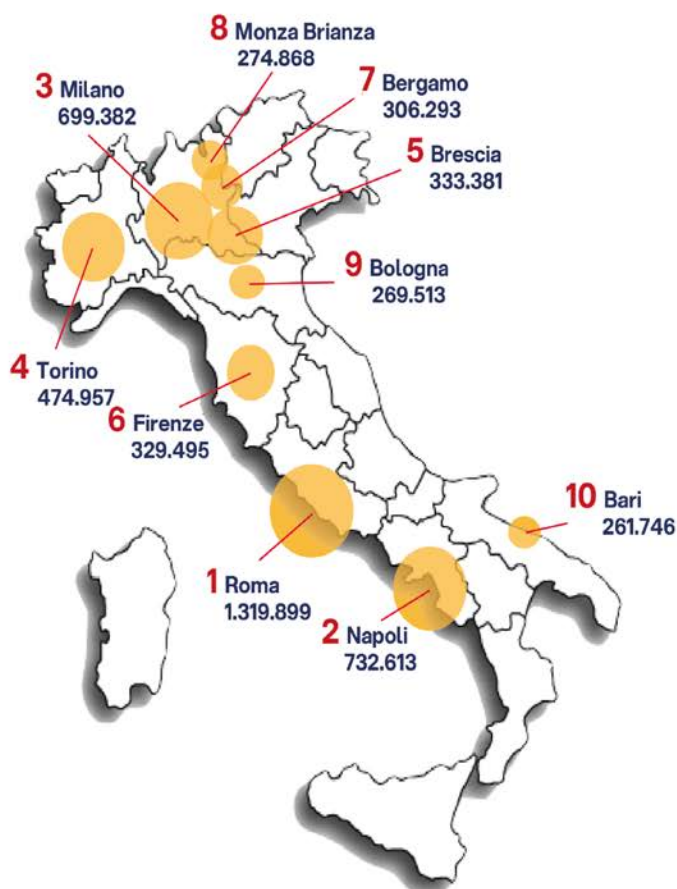 8 Monza Brianza
274.868
3 Milano
699.382
7 Bergamo
306.293
5 Brescia
333.381
9 Bologna
269.513
4 Torino
474.957
6 Firenze
329.495
10 Bari
261.746
1 Roma
1.319.899
2 Napoli
732.613